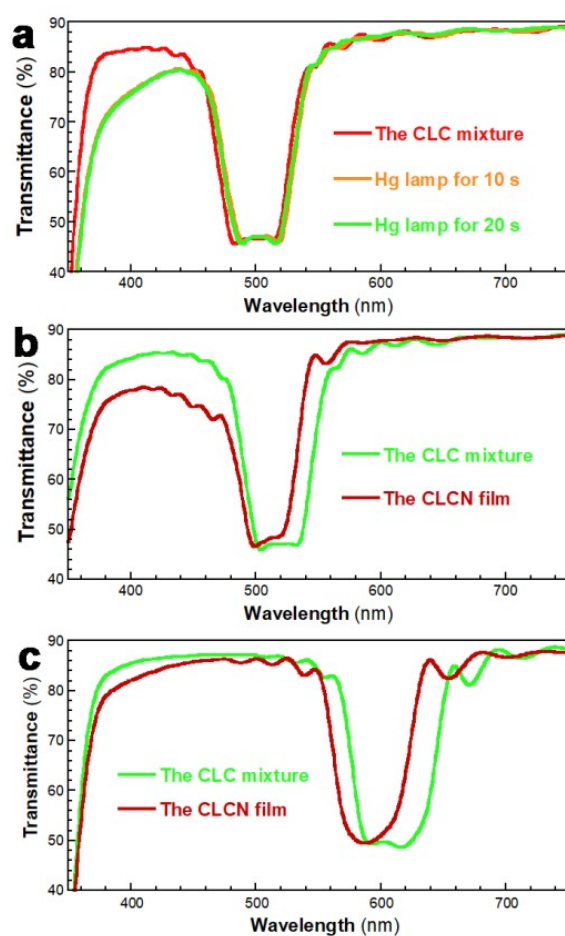 a
90
80
70
60
50
40
Transmittance (%)
The CLC mixture
Hg lamp for 10 s
Hg lamp for 20 s
400 500 600 700
Wavelength (nm)
b
90
80
70
60
50
40
Transmittance (%)
The CLC mixture
The CLCN film
400 500 600 700
Wavelength (nm)
c
90
80
70
60
50
40
Transmittance (%)
The CLC mixture
The CLCN film
400 500 600 700
Wavelength (nm)